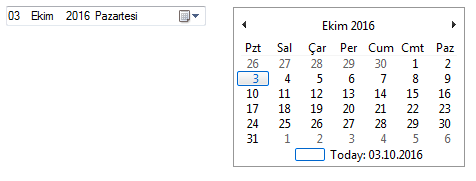 03 Ekim 2016 Pazartesi
Ekim 2016
Pzt Sal Çar Per Cum Cmt Paz
26 27 28 29 30 1 2
3 4 5 6 7 8 9
10 11 12 13 14 15 16
17 18 19 20 21 22 23
24 25 26 27 28 29 30
31 1 2 3 4 5 6
Today: 03.10.2016